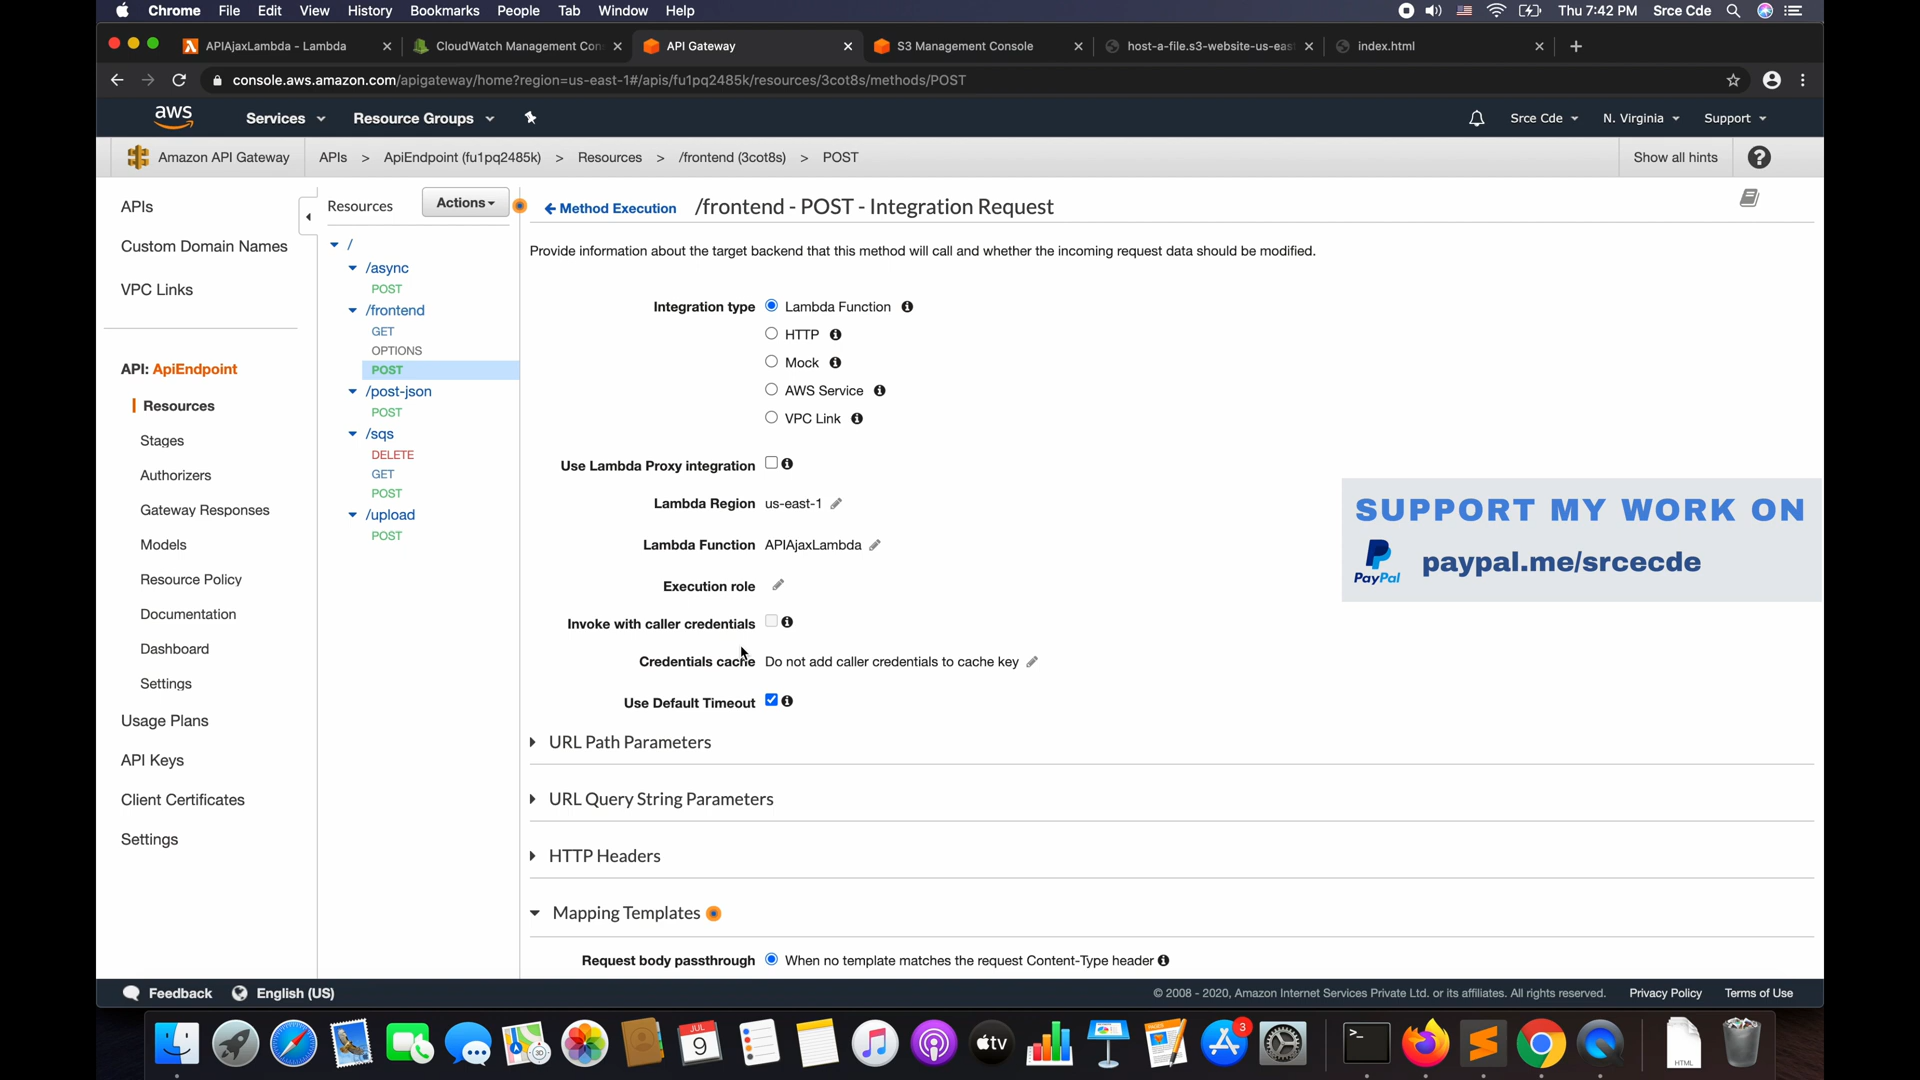 Chrome File Edit View History Bookmarks People Tab Window Help Thu 7:42 PM Srce Cde
APIAjaxLambda - Lambda CloudWatch Management Con API Gateway S3 Management Console host-a-file.s3-website-us-eas index.html
console.aws.amazon.com/apigateway/home?region=us-east-1#/apis/fu1pq2485k/resources/3cot8s/methods/POST
aws Services Resource Groups Srce Cde N. Virginia Support
Amazon API Gateway APIs > ApiEndpoint (fu1pq2485k) > Resources > /frontend (3cot8s) > POST Show all hints ?
APIs
Custom Domain Names
VPC Links
API: ApiEndpoint
Resources
Stages
Authorizers
Gateway Responses
Models
Resource Policy
Documentation
Dashboard
Settings
Usage Plans
API Keys
Client Certificates
Settings
Resources Actions
/
/async
POST
/frontend
GET
OPTIONS
POST
/post-json
POST
/sqs
DELETE
GET
POST
/upload
POST
Method Execution /frontend - POST - Integration Request
Provide information about the target backend that this method will call and whether the incoming request data should be modified.
Integration type Lambda Function
HTTP
Mock
AWS Service
VPC Link
Use Lambda Proxy integration
Lambda Region us-east-1
Lambda Function APIAjaxLambda
Execution role
Invoke with caller credentials
Credentials cache Do not add caller credentials to cache key
Use Default Timeout
URL Path Parameters
URL Query String Parameters
HTTP Headers
Mapping Templates
Request body passthrough When no template matches the request Content-Type header
SUPPORT MY WORK ON
PayPal paypal.me/srcecde
Feedback English (US) © 2008 - 2020, Amazon Internet Services Private Ltd. or its affiliates. All rights reserved. Privacy Policy Terms of Use
JUL
9
tv
3
HTML